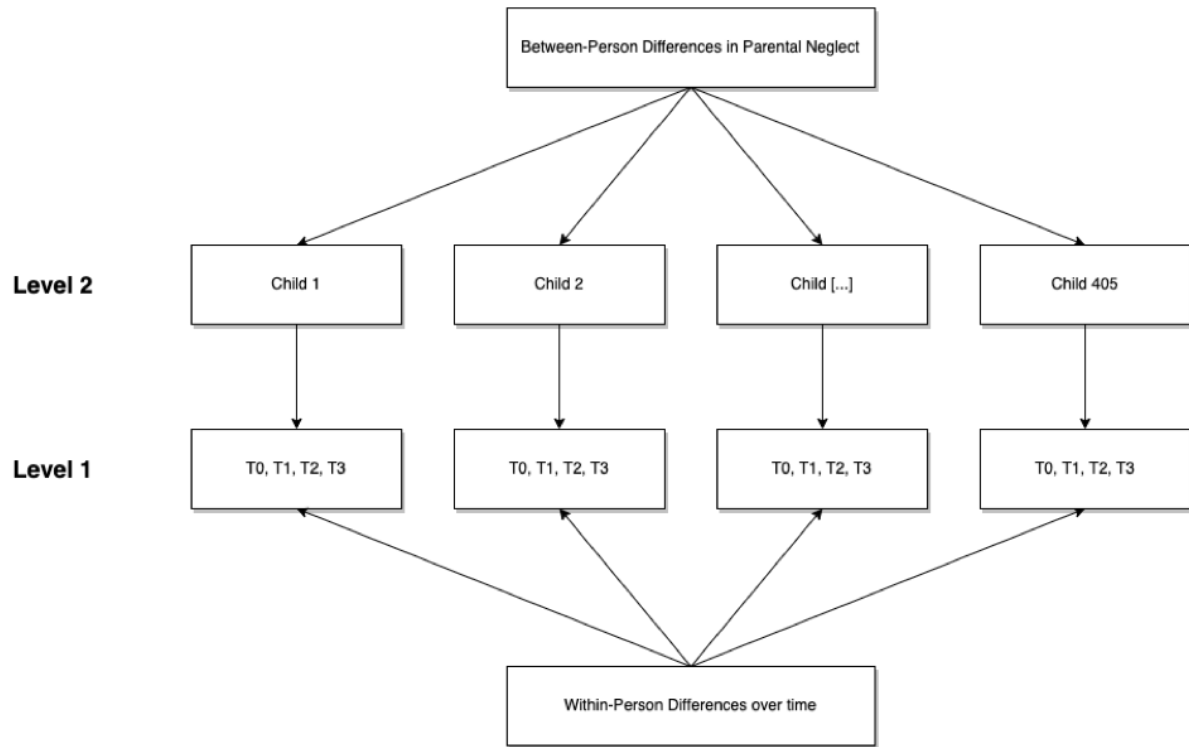 Between-Person Differences in Parental Neglect
Level 2
Child 1
Child 2
Child [...]
Child 405
Level 1
T0, T1, T2, T3
T0, T1, T2, T3
T0, T1, T2, T3
T0, T1, T2, T3
Within-Person Differences over time